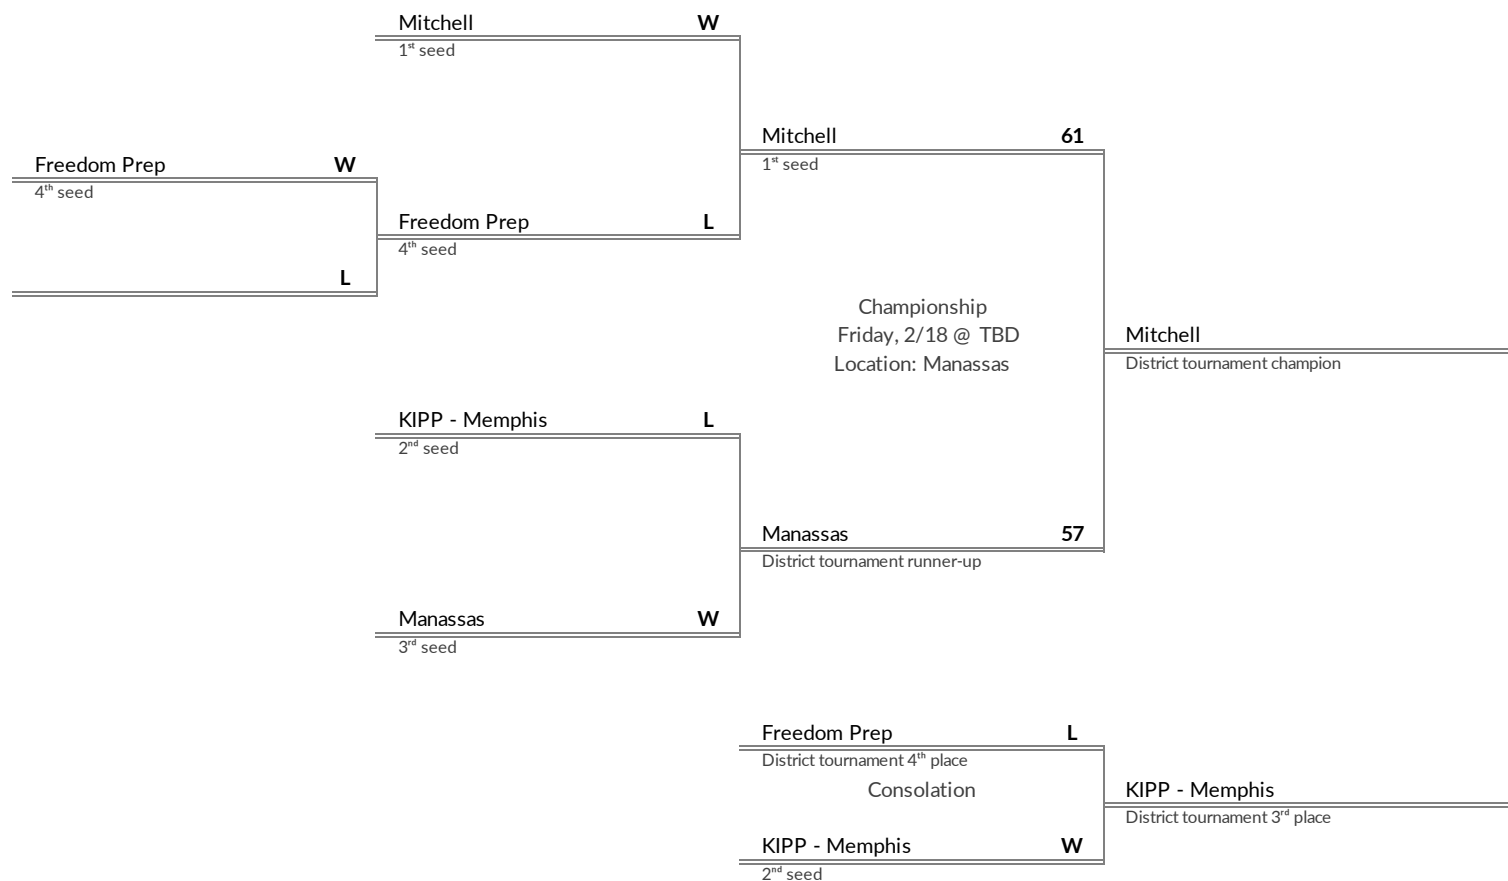 Mitchell W
1st seed
Mitchell 61
1st seed
Freedom Prep W
4th seed
Freedom Prep L
4th seed
L
Championship
Friday, 2/18 @ TBD
Location: Manassas
Mitchell
District tournament champion
KIPP - Memphis L
2nd seed
Manassas 57
District tournament runner-up
Manassas W
3rd seed
Freedom Prep L
District tournament 4th place
Consolation
KIPP - Memphis
District tournament 3rd place
KIPP - Memphis W
2nd seed